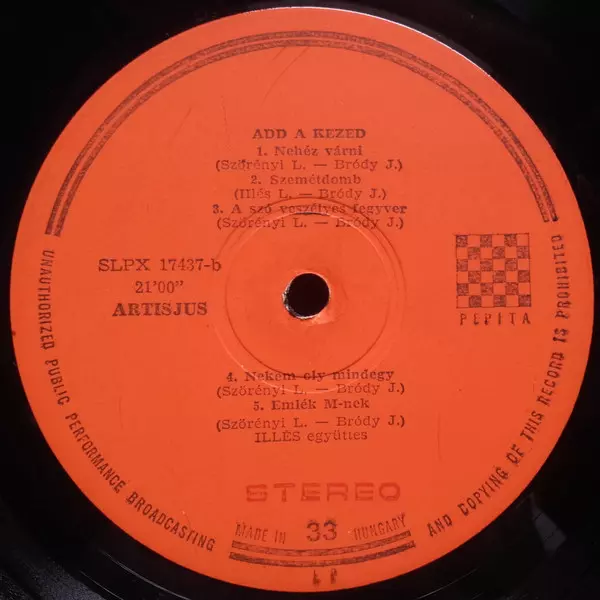 ADD A KEZED
1. Nehéz várni
(Szörényi L. — Bródy J.)
2. Szemétdomb
(Illés L. — Bródy J.)
3. A szó veszélyes fegyver
(Szörényi L. — Bródy J.)
SLPX 17437-b
21'00"
ARTISJUS
PEPITA
4. Nekem oly mindegy
(Szörényi L. — Bródy J.)
5. Emlék M-nek
(Szörényi L. — Bródy J.)
ILLÉS együttes
STEREO
UNAUTHORIZED PUBLIC PERFORMANCE BROADCASTING AND COPYING OF THIS RECORD IS PROHIBITED
MADE IN 33 HUNGARY
LP